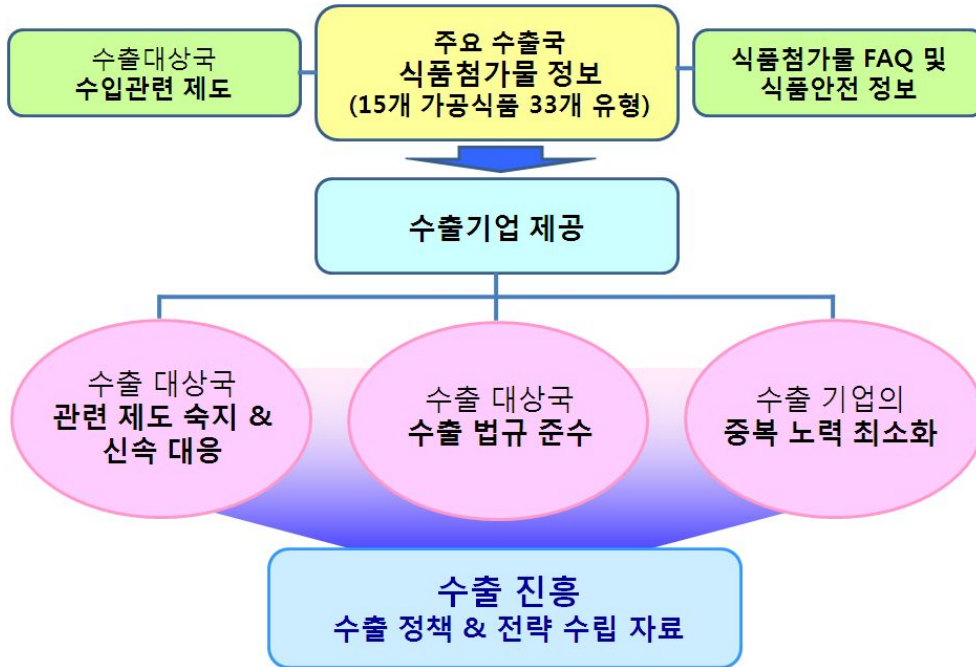 수출대상국
수입관련 제도
주요 수출국
식품첨가물 정보
(15개 가공식품 33개 유형)
식품첨가물 FAQ 및
식품안전 정보
수출기업 제공
수출 대상국
관련 제도 숙지 &
신속 대응
수출 대상국
수출 법규 준수
수출 기업의
중복 노력 최소화
수출 진흥
수출 정책 & 전략 수립 자료